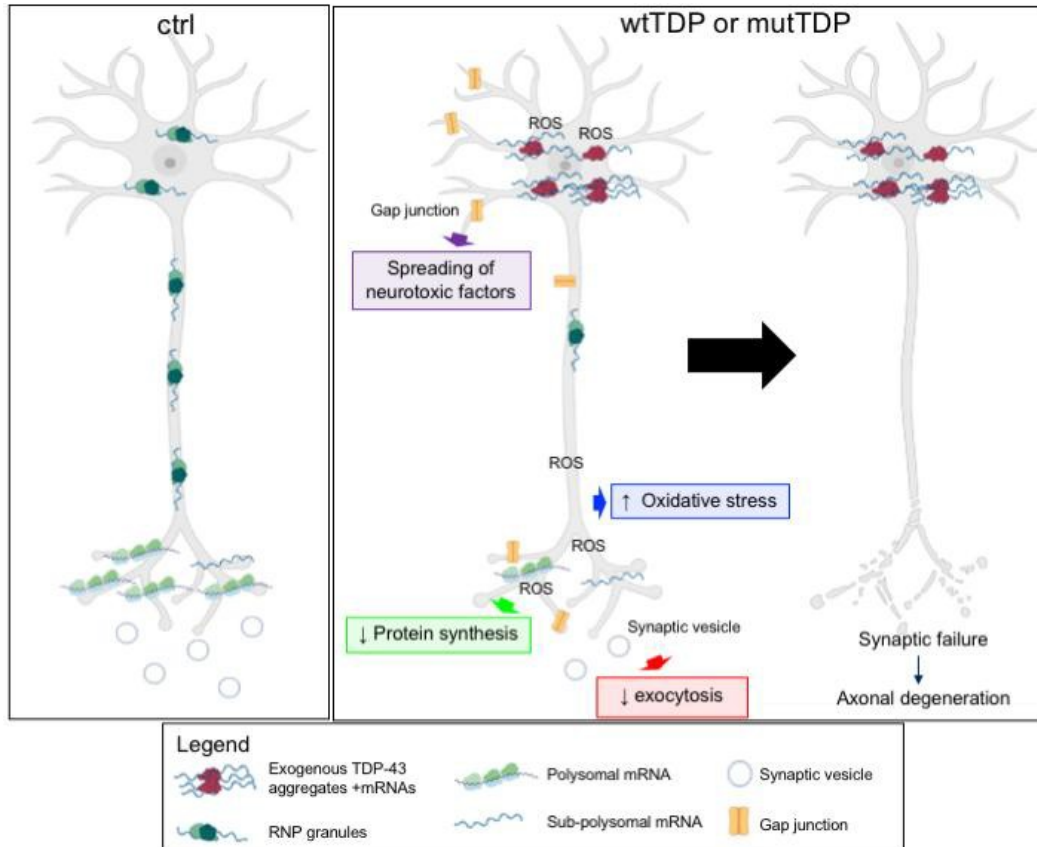 ctrl
wtTDP or mutTDP
ROS
ROS
Gap junction
Spreading of
neurotoxic factors
ROS
↑ Oxidative stress
ROS
ROS
↓ Protein synthesis
Synaptic vesicle
↓ exocytosis
Synaptic failure
Axonal degeneration
Legend
Exogenous TDP-43
aggregates +mRNAs
RNP granules
Polysomal mRNA
Sub-polysomal mRNA
Synaptic vesicle
Gap junction